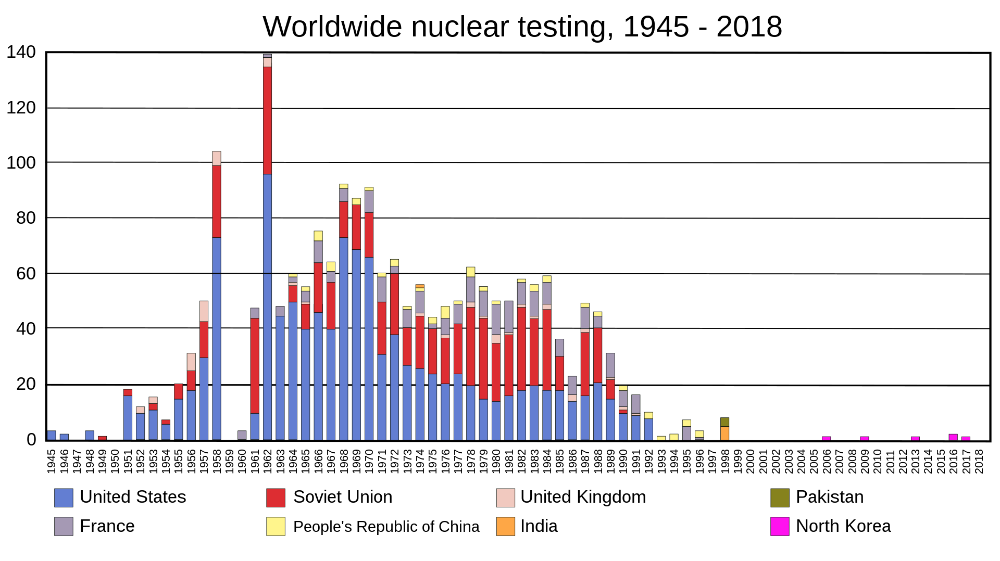 Worldwide nuclear testing, 1945 - 2018
140
120
100
80
60
40
20
0
1945 1946 1947 1948 1949 1950 1951 1952 1953 1954 1955 1956 1957 1958 1959 1960 1961 1962 1963 1964 1965 1966 1967 1968 1969 1970 1971 1972 1973 1974 1975 1976 1977 1978 1979 1980 1981 1982 1983 1984 1985 1986 1987 1988 1989 1990 1991 1992 1993 1994 1995 1996 1997 1998 1999 2000 2001 2002 2003 2004 2005 2006 2007 2008 2009 2010 2011 2012 2013 2014 2015 2016 2017 2018
United States Soviet Union United Kingdom Pakistan
France People's Republic of China India North Korea